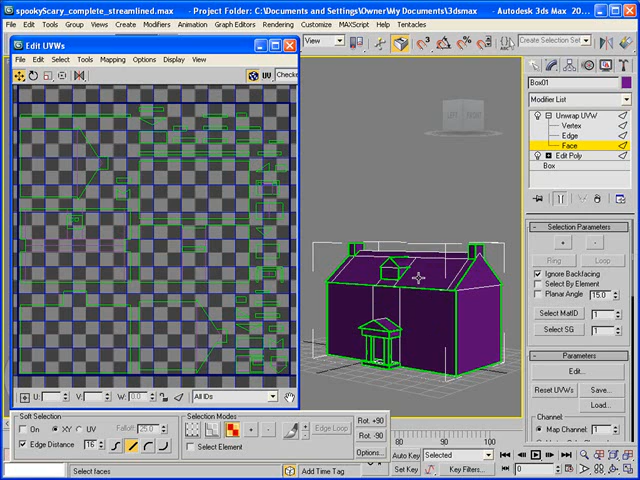 spookyScary_complete_streamlined.max - Project Folder: C:\Documents and Settings\Owner\My Documents\3dsmax - Autodesk 3ds Max 20...
File Edit Tools Group Views Create Modifiers Animation Graph Editors Rendering Customize MAXScript Help Tentacles
View
Create Selection Set
Edit UVWs
File Edit Select Tools Mapping Options Display View
UV Checke
LEFT FRONT
Box01
Modifier List
Unwrap UVW
Vertex
Edge
Face
Edit Poly
Box
Selection Parameters
+ -
Ring Loop
Ignore Backfacing
Select By Element
Planar Angle 15.0
Select MatID 1
Select SG 1
Parameters
Edit...
Reset UVWs Save...
Load...
Channel:
Map Channel: 1
U: V: W: 0.0 All IDs
Soft Selection
On XY UV Falloff: 25.0
Edge Distance 16
Selection Modes
+ - Edge Loop
Select Element
Rot. +90
Rot. -90
Options...
80 90 100
Auto Key Selected
Set Key Key Filters... 0
Select faces
Add Time Tag